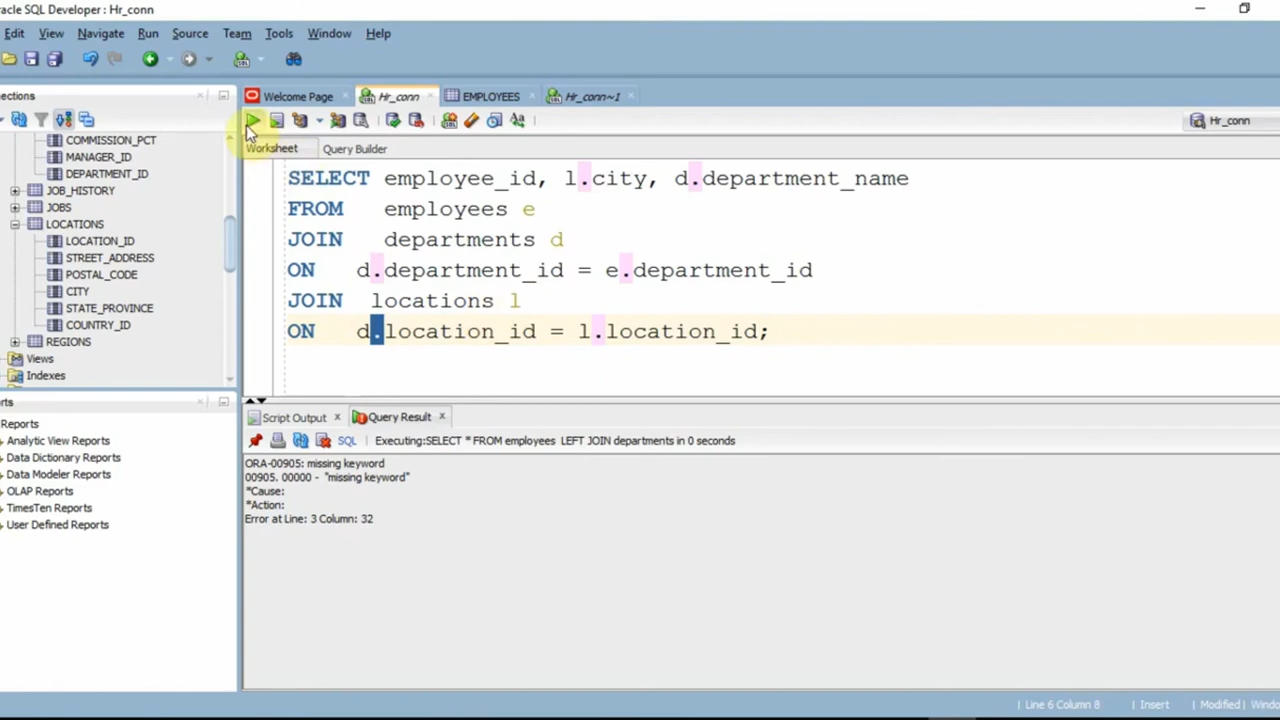 racle SQL Developer : Hr_conn
Edit View Navigate Run Source Team Tools Window Help
nections
Welcome Page Hr_conn EMPLOYEES Hr_conn~1
Hr_conn
COMMISSION_PCT
MANAGER_ID
DEPARTMENT_ID
JOB_HISTORY
JOBS
LOCATIONS
LOCATION_ID
STREET_ADDRESS
POSTAL_CODE
CITY
STATE_PROVINCE
COUNTRY_ID
REGIONS
Views
Indexes
Worksheet Query Builder
SELECT employee_id, l.city, d.department_name
FROM employees e
JOIN departments d
ON d.department_id = e.department_id
JOIN locations l
ON d.location_id = l.location_id;
rts
Reports
Analytic View Reports
Data Dictionary Reports
Data Modeler Reports
OLAP Reports
TimesTen Reports
User Defined Reports
Script Output Query Result
SQL Executing:SELECT * FROM employees LEFT JOIN departments in 0 seconds
ORA-00905: missing keyword
00905. 00000 - "missing keyword"
*Cause:
*Action:
Error at Line: 3 Column: 32
Line 6 Column 8 Insert Modified Windo